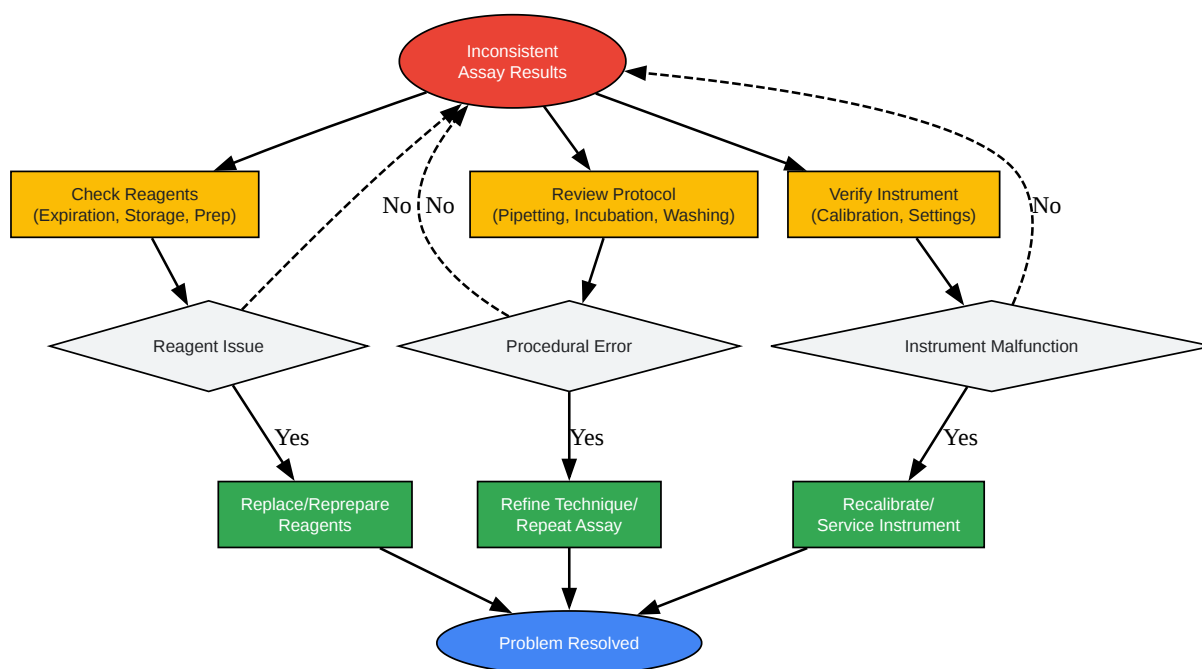 Inconsistent
Assay Results
Check Reagents
(Expiration, Storage, Prep)
Review Protocol
(Pipetting, Incubation, Washing)
Verify Instrument
(Calibration, Settings)
No
No
No
Reagent Issue
Procedural Error
Instrument Malfunction
Yes
Yes
Yes
Replace/Reprepare
Reagents
Refine Technique/
Repeat Assay
Recalibrate/
Service Instrument
Problem Resolved